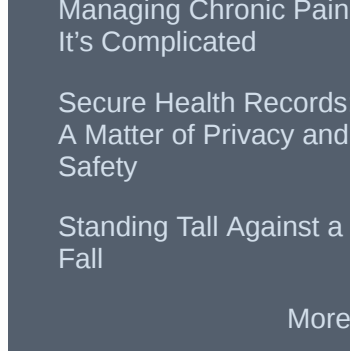 Managing Chronic Pain
It’s Complicated
Secure Health Records
A Matter of Privacy and
Safety
Standing Tall Against a
Fall
More